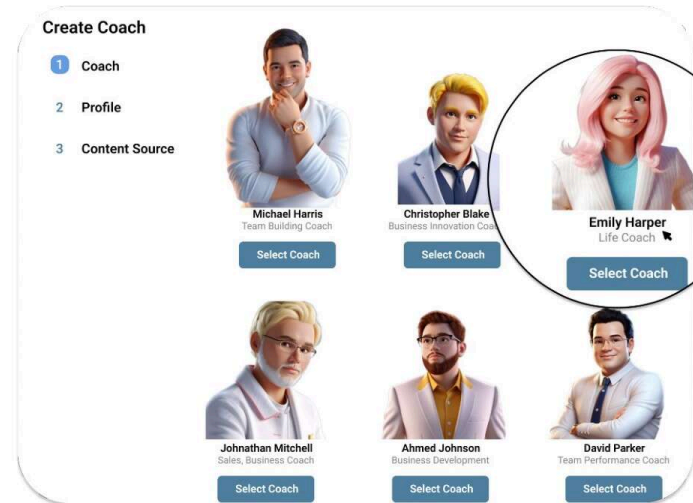 Create Coach
1 Coach
2 Profile
3 Content Source
Michael Harris
Team Building Coach
Select Coach
Christopher Blake
Business Innovation
Select Coach
Emily Harper
Life Coach
Select Coach
Johnathan Mitchell
Sales, Business Coach
Select Coach
Ahmed Johnson
Business Development
Select Coach
David Parker
Team Performance Coach
Select Coach